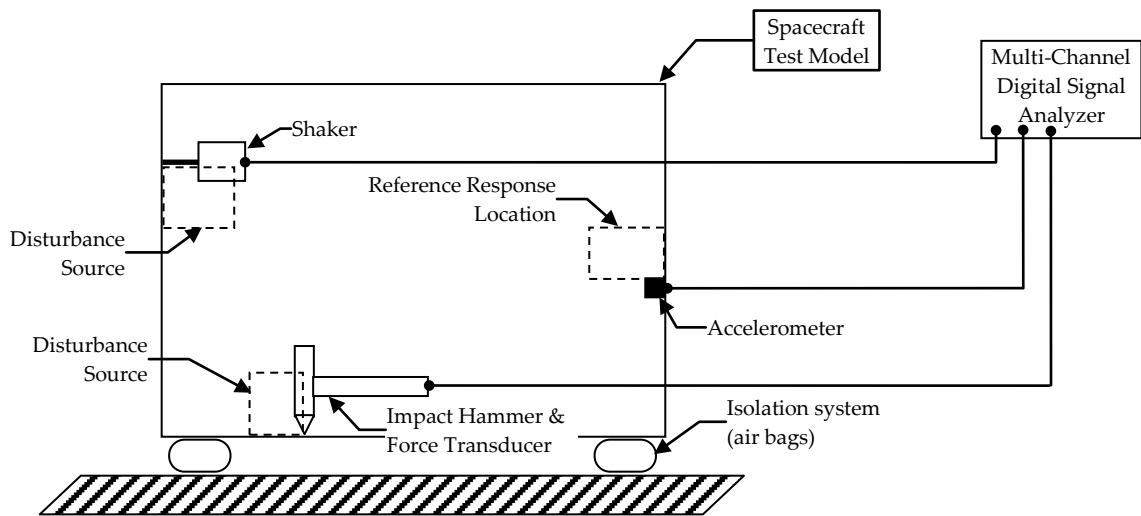 Spacecraft
Test Model
Multi-Channel
Digital Signal
Analyzer
Shaker
Reference Response
Location
Disturbance
Source
Accelerometer
Disturbance
Source
Impact Hammer &
Force Transducer
Isolation system
(air bags)